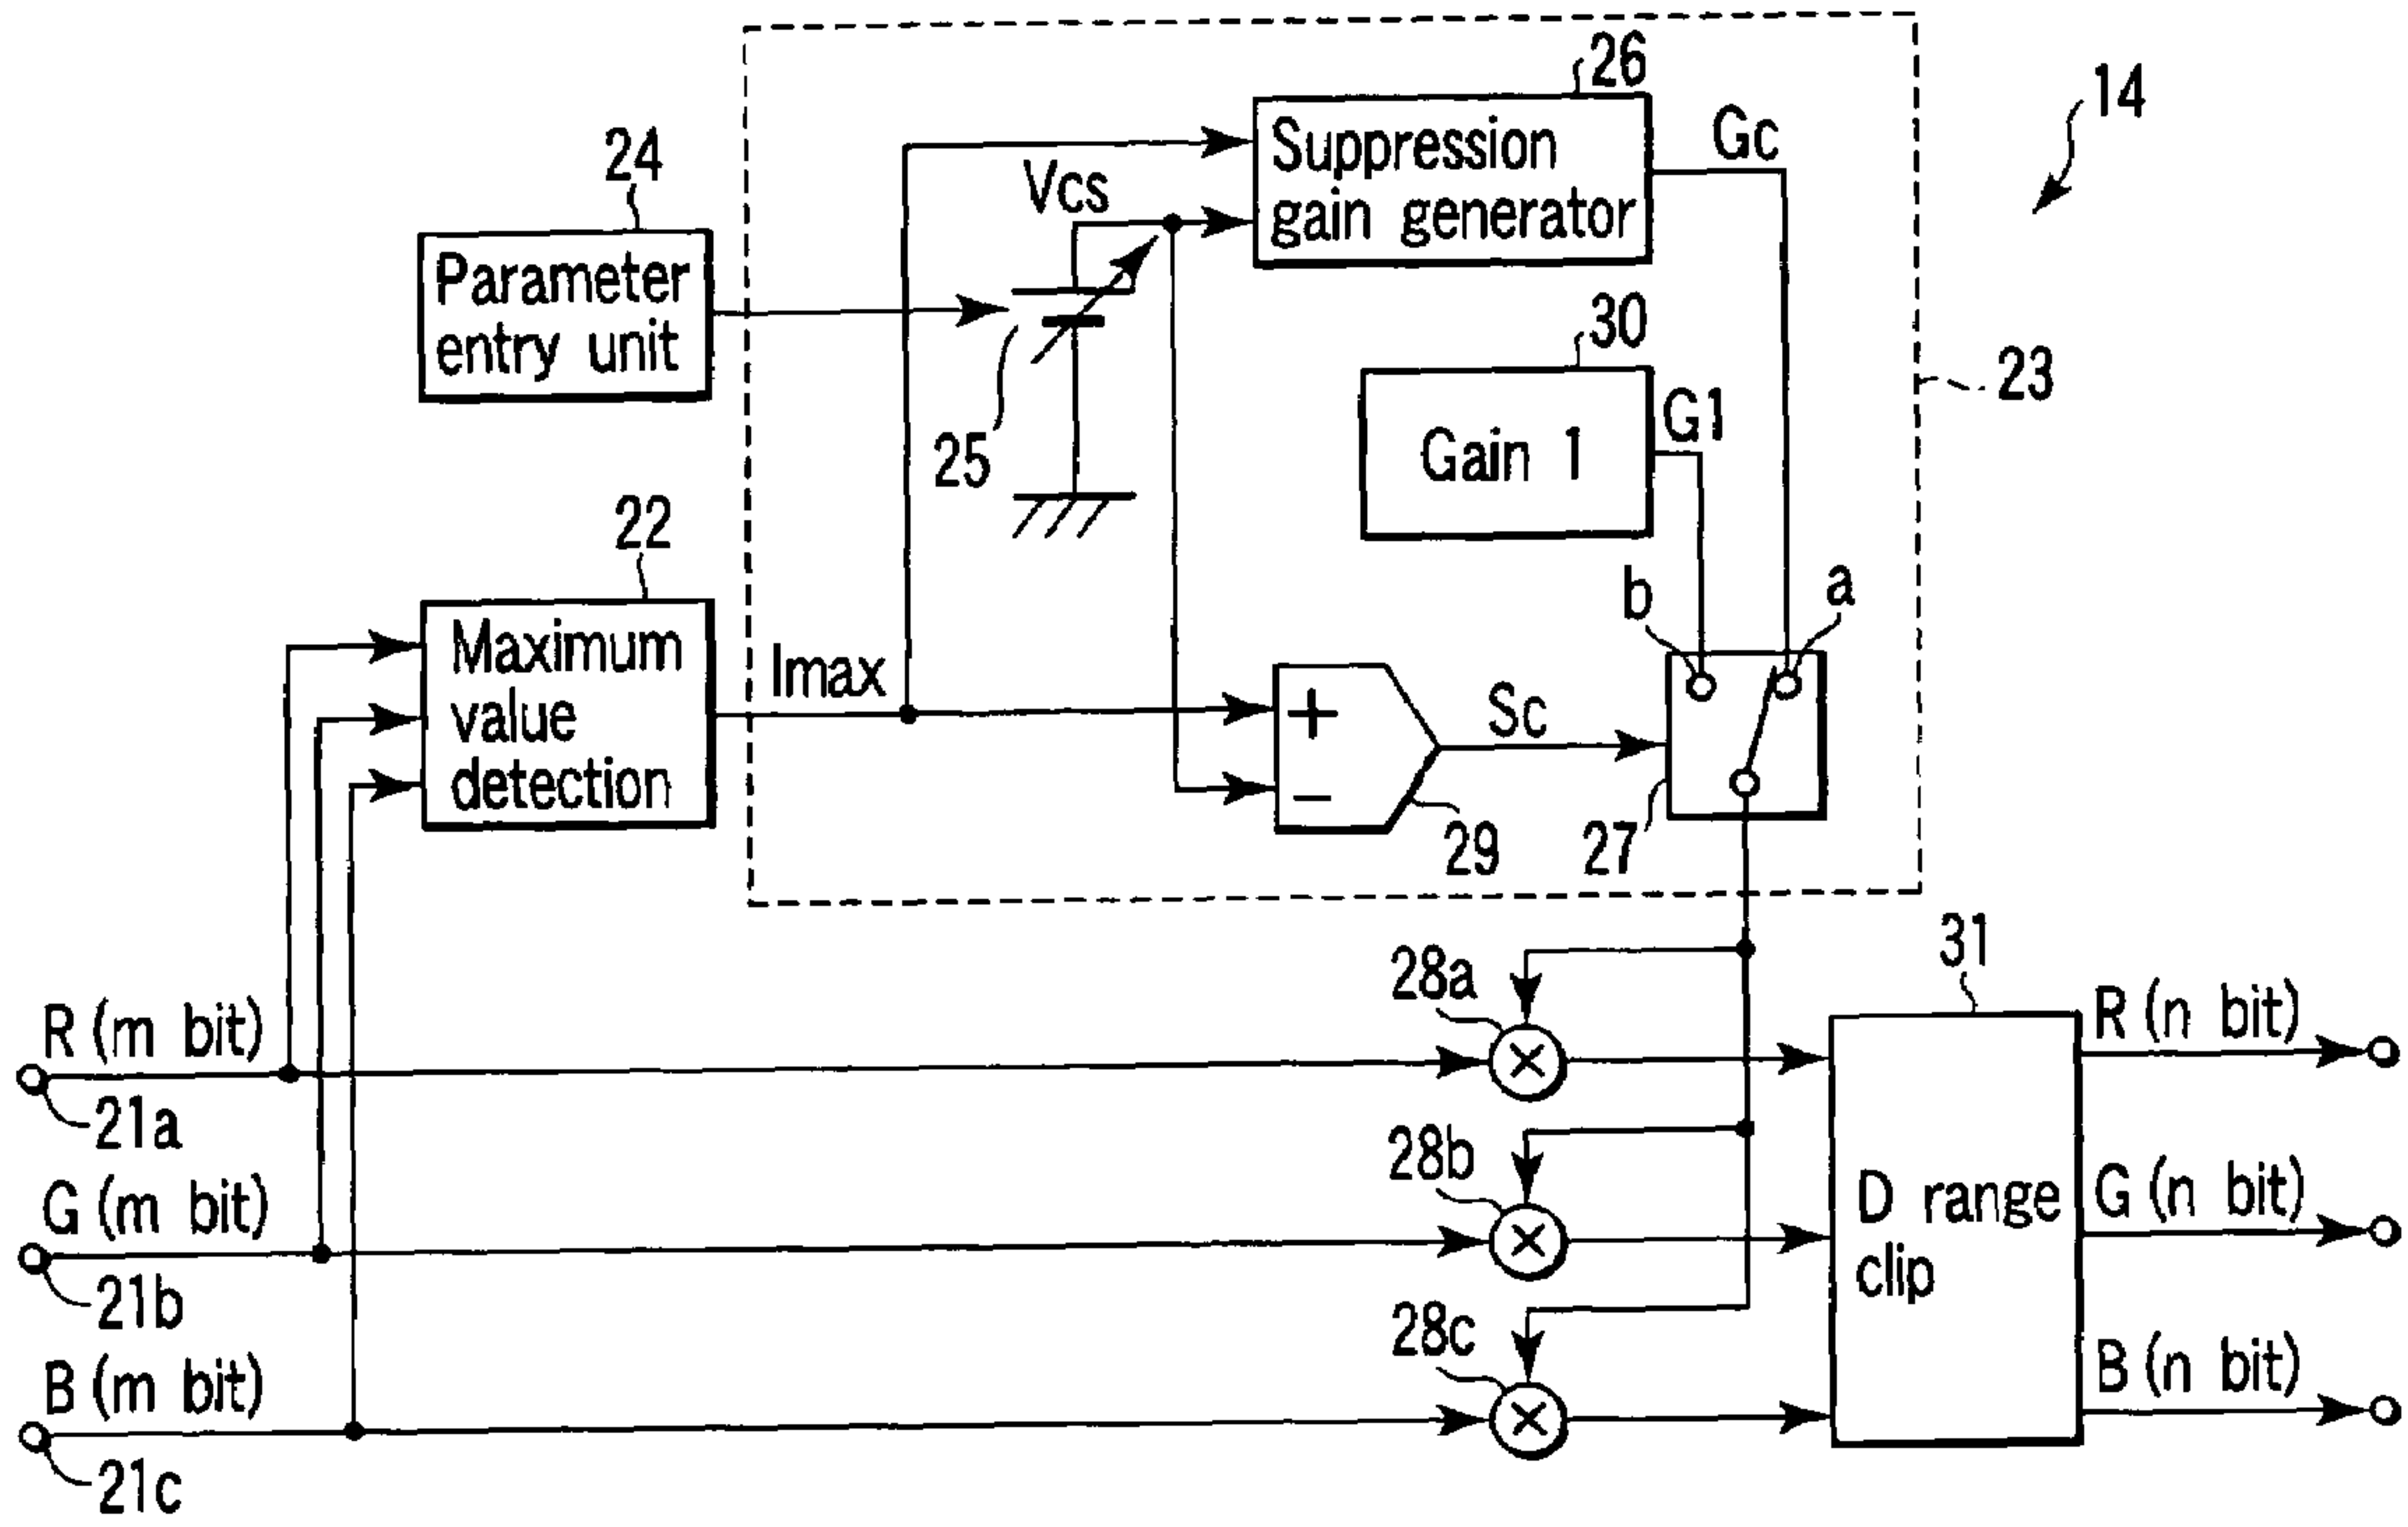 26
14
Suppression
gain generator
Gc
24
Vcs
Parameter
entry unit
30
23
25
Gain 1
G1
22
b
a
Maximum
value
detection
Imax
+
−
Sc
29
27
31
28a
R (m bit)
R (n bit)
21a
28b
G (m bit)
D range
clip
G (n bit)
21b
28c
B (m bit)
B (n bit)
21c